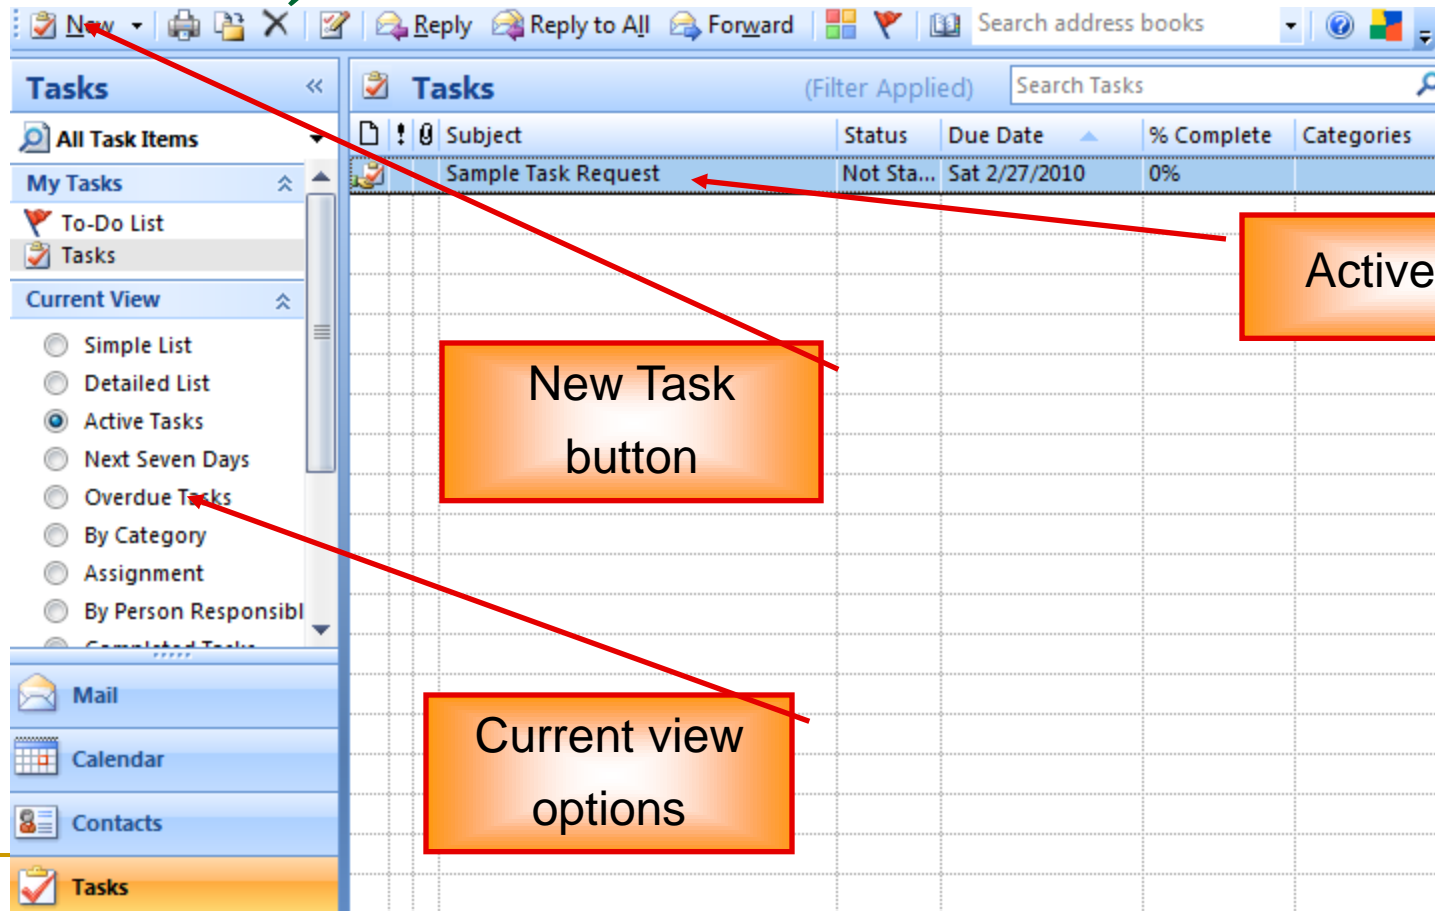 New Reply Reply to All Forward Search address books
Tasks
All Task Items
My Tasks
To-Do List
Tasks
Current View
Simple List
Detailed List
Active Tasks
Next Seven Days
Overdue Tasks
By Category
Assignment
By Person Responsibl
Completed Tasks
Mail
Calendar
Contacts
Tasks
Tasks (Filter Applied) Search Tasks
Subject Status Due Date % Complete Categories
Sample Task Request Not Sta... Sat 2/27/2010 0%
Active
New Task
button
Current view
options